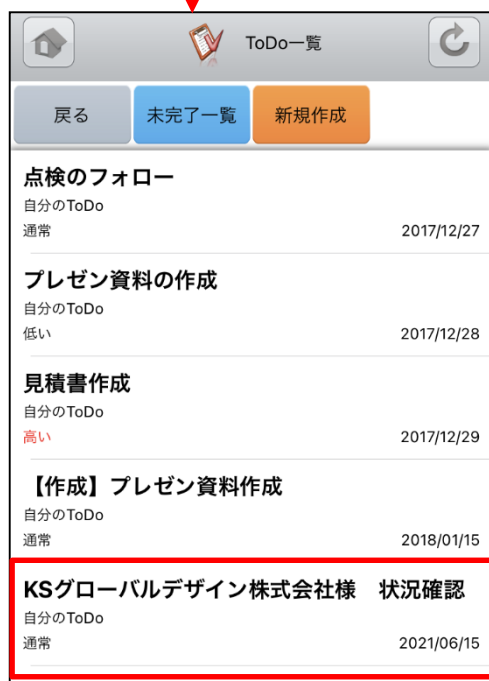 ToDo一覧
戻る 未完了一覧 新規作成
点検のフォロー
自分のToDo
通常 2017/12/27
プレゼン資料の作成
自分のToDo
低い 2017/12/28
見積書作成
自分のToDo
高い 2017/12/29
【作成】プレゼン資料作成
自分のToDo
通常 2018/01/15
KSグローバルデザイン株式会社様　状況確認
自分のToDo
通常 2021/06/15